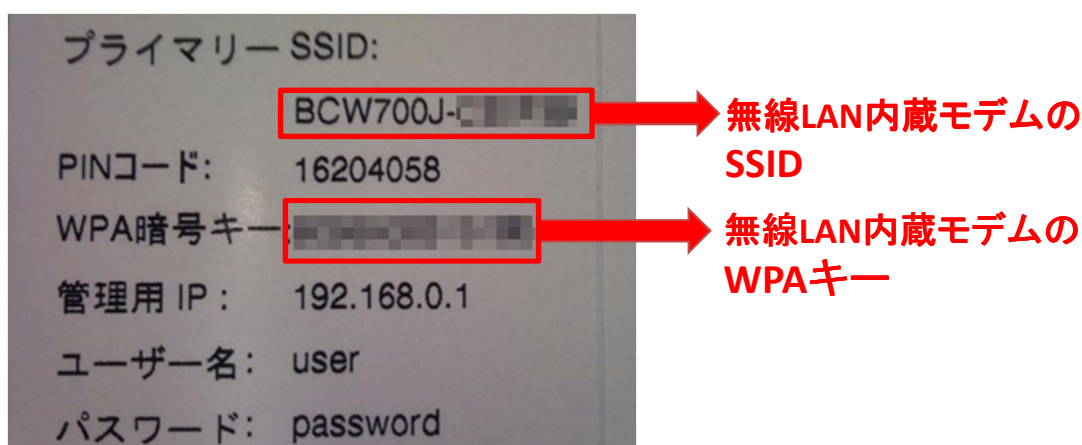 プライマリー SSID:
BCW700J-
無線LAN内蔵モデムの
SSID
PINコード: 16204058
WPA暗号キー:
無線LAN内蔵モデムの
WPAキー
管理用 IP : 192.168.0.1
ユーザー名: user
パスワード: password